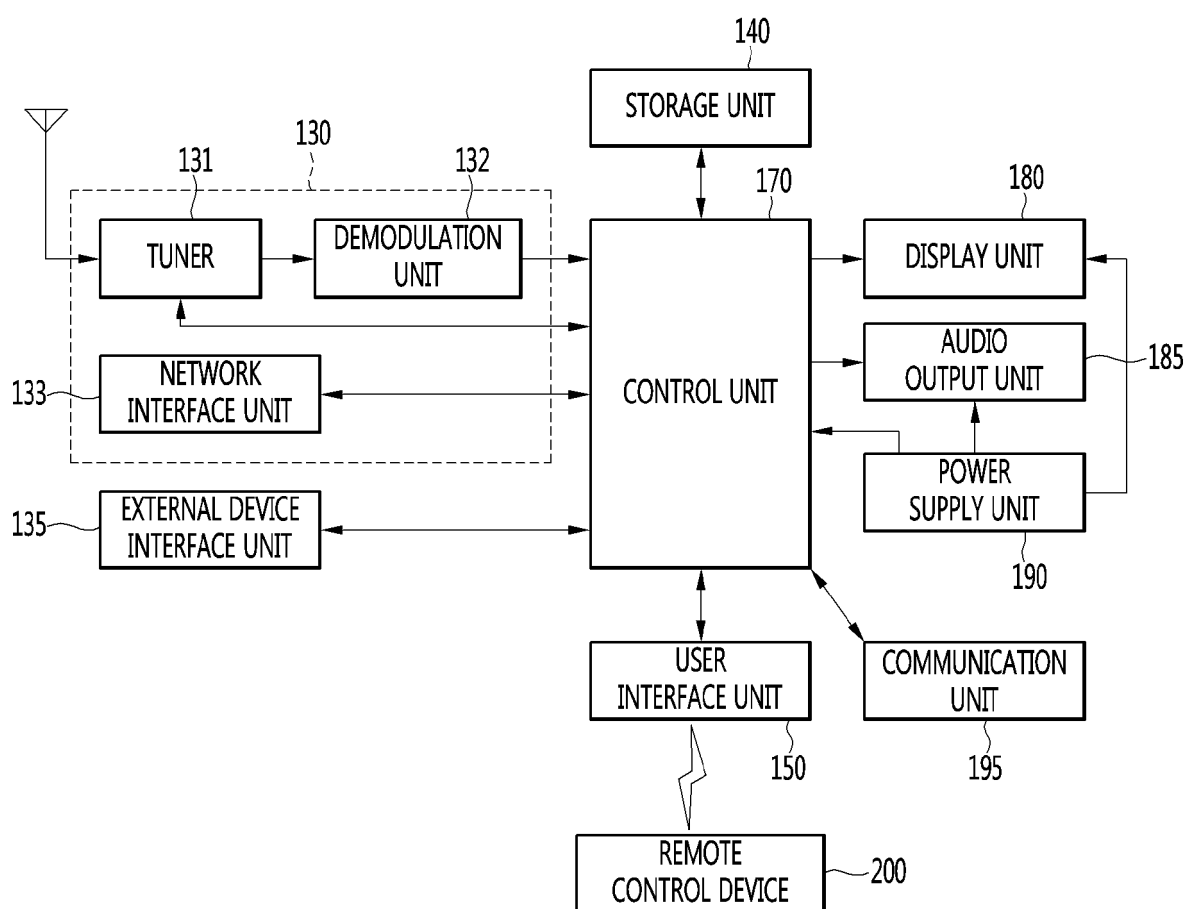 140
STORAGE UNIT
130
131
132
170
180
TUNER
DEMODULATION
UNIT
DISPLAY UNIT
AUDIO
OUTPUT UNIT
185
133
NETWORK
INTERFACE UNIT
CONTROL UNIT
POWER
SUPPLY UNIT
190
135
EXTERNAL DEVICE
INTERFACE UNIT
USER
INTERFACE UNIT
150
COMMUNICATION
UNIT
195
REMOTE
CONTROL DEVICE
200